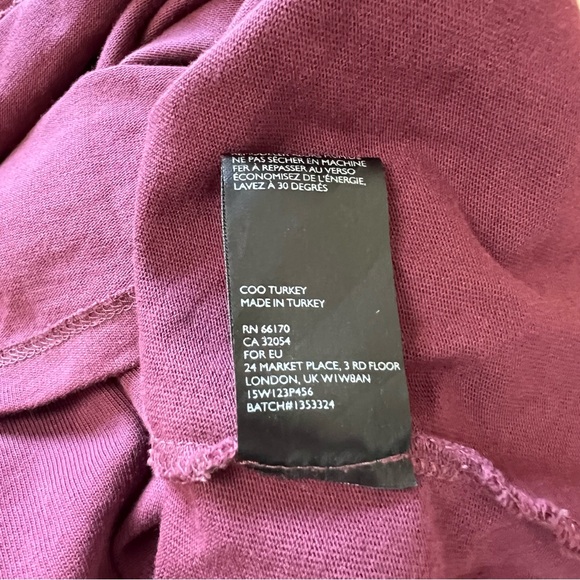 NE PAS SÉCHER EN MACHINE
FER À REPASSER AU VERSO
ÉCONOMISEZ DE L'ÉNERGIE,
LAVEZ À 30 DEGRÉS
COO TURKEY
MADE IN TURKEY
RN 66170
CA 32054
FOR EU
24 MARKET PLACE, 3 RD FLOOR
LONDON, UK W1W8AN
15W123P456
BATCH#1353324